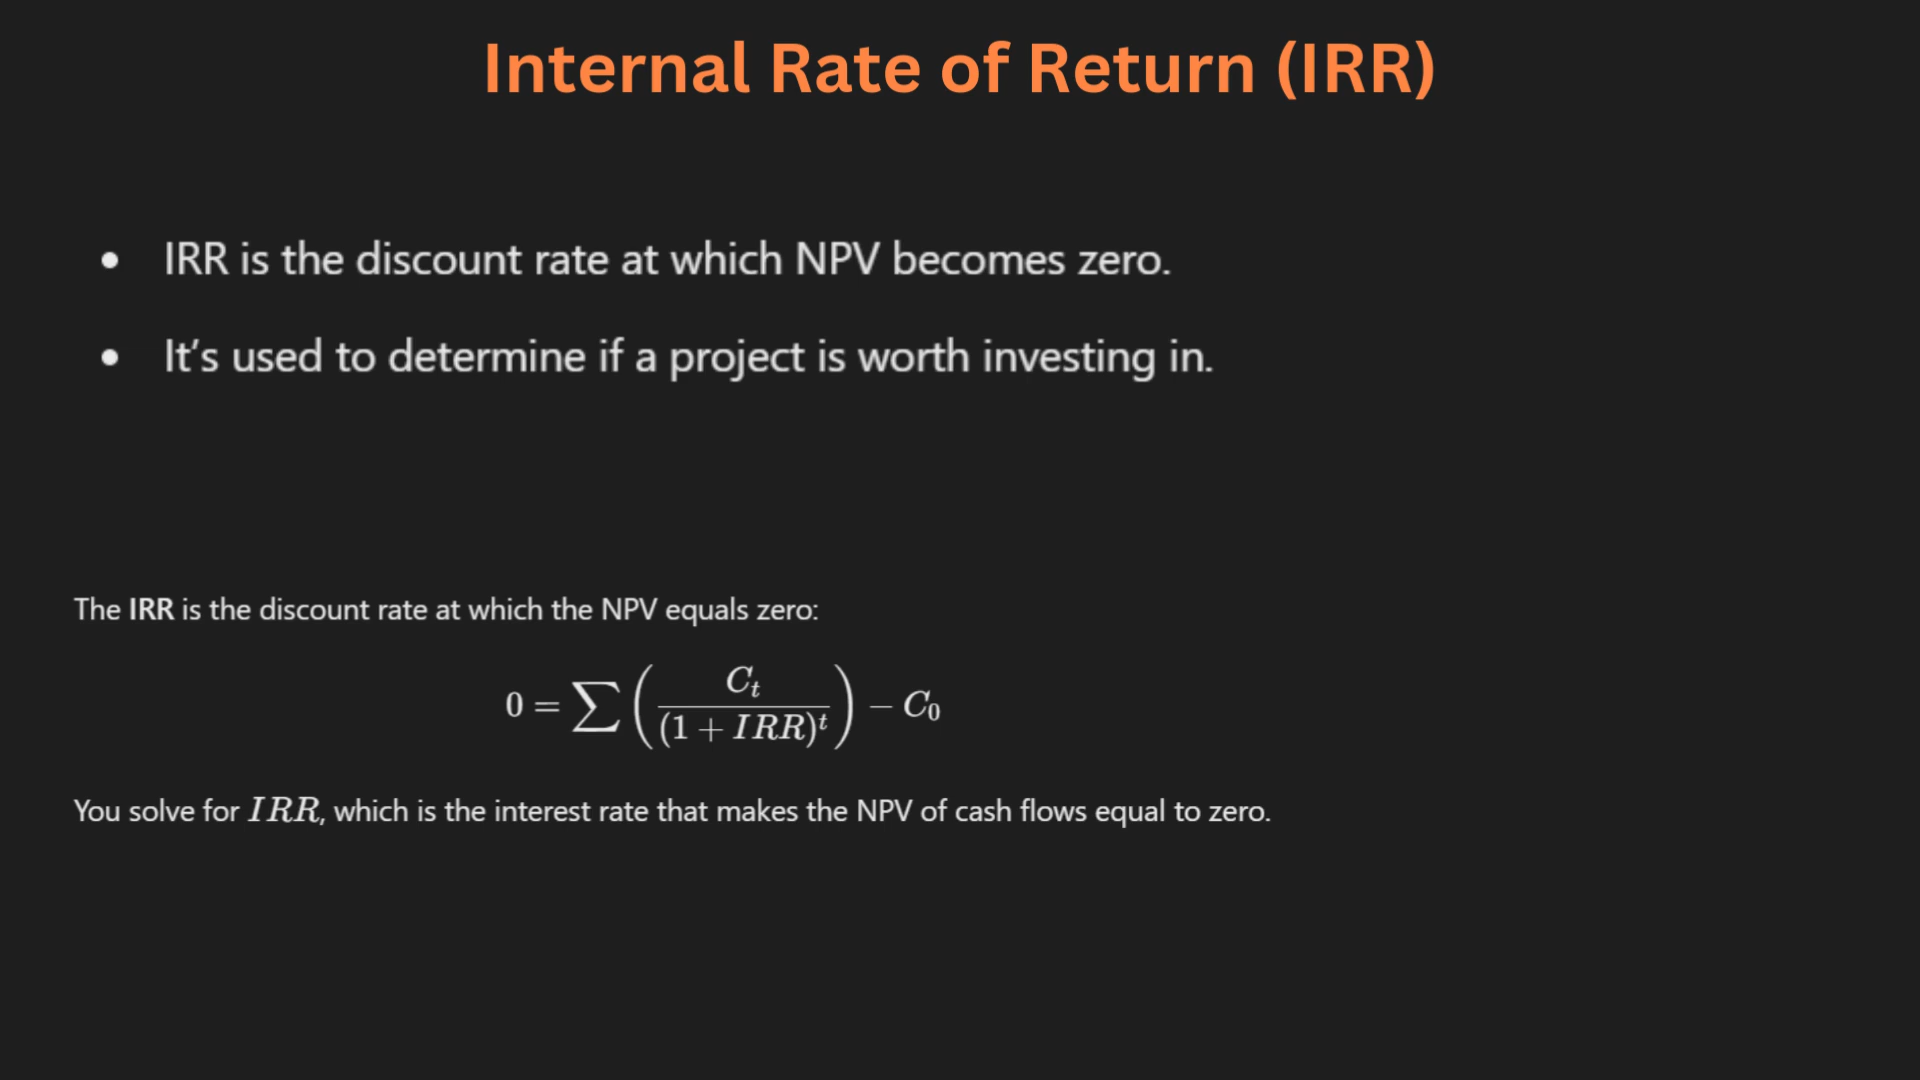 Internal Rate of Return (IRR)
• IRR is the discount rate at which NPV becomes zero.
• It’s used to determine if a project is worth investing in.
The IRR is the discount rate at which the NPV equals zero:
0 = ∑ ( C_t / (1 + IRR)^t ) − C_0
You solve for IRR, which is the interest rate that makes the NPV of cash flows equal to zero.